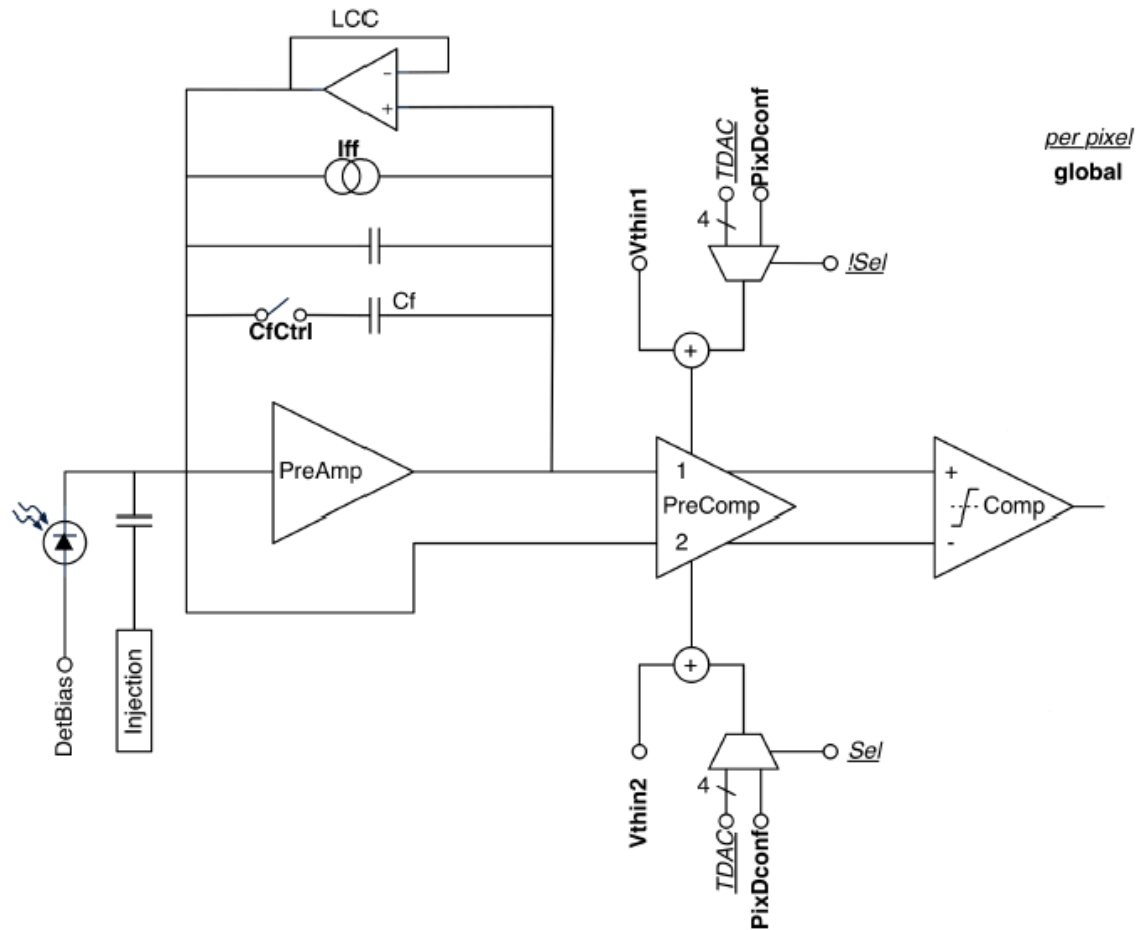 LCC
-
+
Iff
Cf
CfCtrl
TDAC
PixDconf
per pixel
global
Vthin1
4
!Sel
+
PreAmp
1
PreComp
2
+
Comp
-
DetBias
Injection
+
Vthin2
Sel
4
TDAC
PixDconf